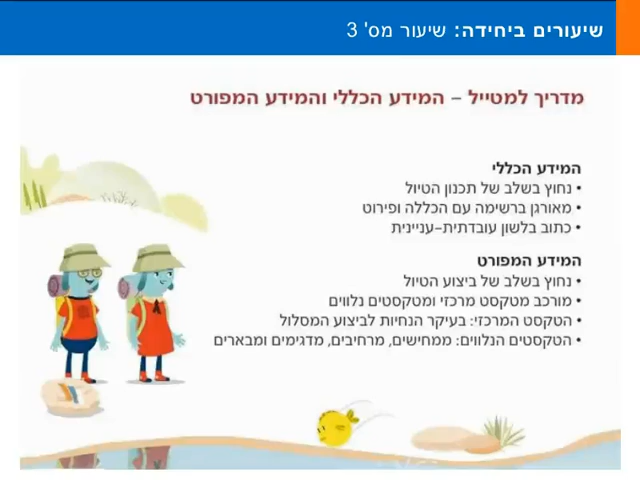 שיעורים ביחידה: שיעור מס' 3
מדריך למטייל – המידע הכללי והמידע המפורט
המידע הכללי
• נחוץ בשלב של תכנון הטיול
• מאורגן ברשימה עם הכללה ופירוט
• כתוב בלשון עובדתית-עניינית
המידע המפורט
• נחוץ בשלב של ביצוע הטיול
• מורכב מטקסט מרכזי ומטקסטים נלווים
• הטקסט המרכזי: בעיקר הנחיות לביצוע המסלול
• הטקסטים הנלווים: ממחישים, מרחיבים, מדגימים ומבארים